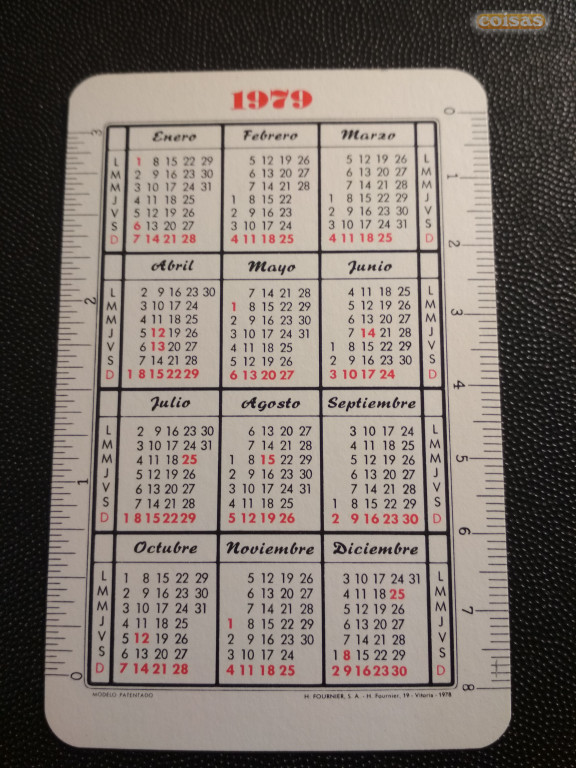 coisas
1979
Enero Febrero Marzo
L 1 8 15 22 29 5 12 19 26 5 12 19 26 L
M 2 9 16 23 30 6 13 20 27 6 13 20 27 M
M 3 10 17 24 31 7 14 21 28 7 14 21 28 M
J 4 11 18 25 1 8 15 22 1 8 15 22 29 J
V 5 12 19 26 2 9 16 23 2 9 16 23 30 V
S 6 13 20 27 3 10 17 24 3 10 17 24 31 S
D 7 14 21 28 4 11 18 25 4 11 18 25 D
Abril Mayo Junio
L 2 9 16 23 30 7 14 21 28 4 11 18 25 L
M 3 10 17 24 1 8 15 22 29 5 12 19 26 M
M 4 11 18 25 2 9 16 23 30 6 13 20 27 M
J 5 12 19 26 3 10 17 24 31 7 14 21 28 J
V 6 13 20 27 4 11 18 25 1 8 15 22 29 V
S 7 14 21 28 5 12 19 26 2 9 16 23 30 S
D 1 8 15 22 29 6 13 20 27 3 10 17 24 D
Julio Agosto Septiembre
L 2 9 16 23 30 6 13 20 27 3 10 17 24 L
M 3 10 17 24 31 7 14 21 28 4 11 18 25 M
M 4 11 18 25 1 8 15 22 29 5 12 19 26 M
J 5 12 19 26 2 9 16 23 30 6 13 20 27 J
V 6 13 20 27 3 10 17 24 31 7 14 21 28 V
S 7 14 21 28 4 11 18 25 1 8 15 22 29 S
D 1 8 15 22 29 5 12 19 26 2 9 16 23 30 D
Octubre Noviembre Diciembre
L 1 8 15 22 29 5 12 19 26 3 10 17 24 31 L
M 2 9 16 23 30 6 13 20 27 4 11 18 25 M
M 3 10 17 24 31 7 14 21 28 5 12 19 26 M
J 4 11 18 25 1 8 15 22 29 6 13 20 27 J
V 5 12 19 26 2 9 16 23 30 7 14 21 28 V
S 6 13 20 27 3 10 17 24 1 8 15 22 29 S
D 7 14 21 28 4 11 18 25 2 9 16 23 30 D
MODELO PATENTADO H. FOURNIER, S. A. - H. Fournier, 19 - Vitoria - 1978
3
2
1
0
0
1
2
3
4
5
6
7
8